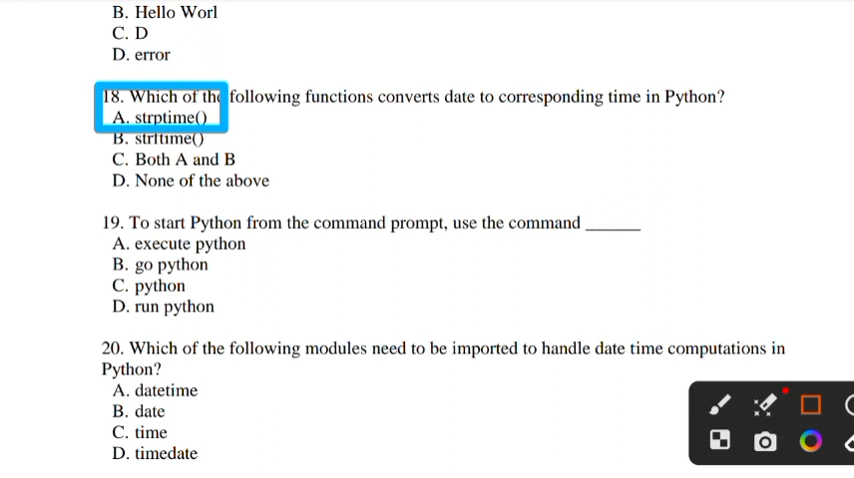 B. Hello Worl
C. D
D. error
18. Which of the following functions converts date to corresponding time in Python?
A. strptime()
B. strftime()
C. Both A and B
D. None of the above
19. To start Python from the command prompt, use the command ______
A. execute python
B. go python
C. python
D. run python
20. Which of the following modules need to be imported to handle date time computations in
Python?
A. datetime
B. date
C. time
D. timedate